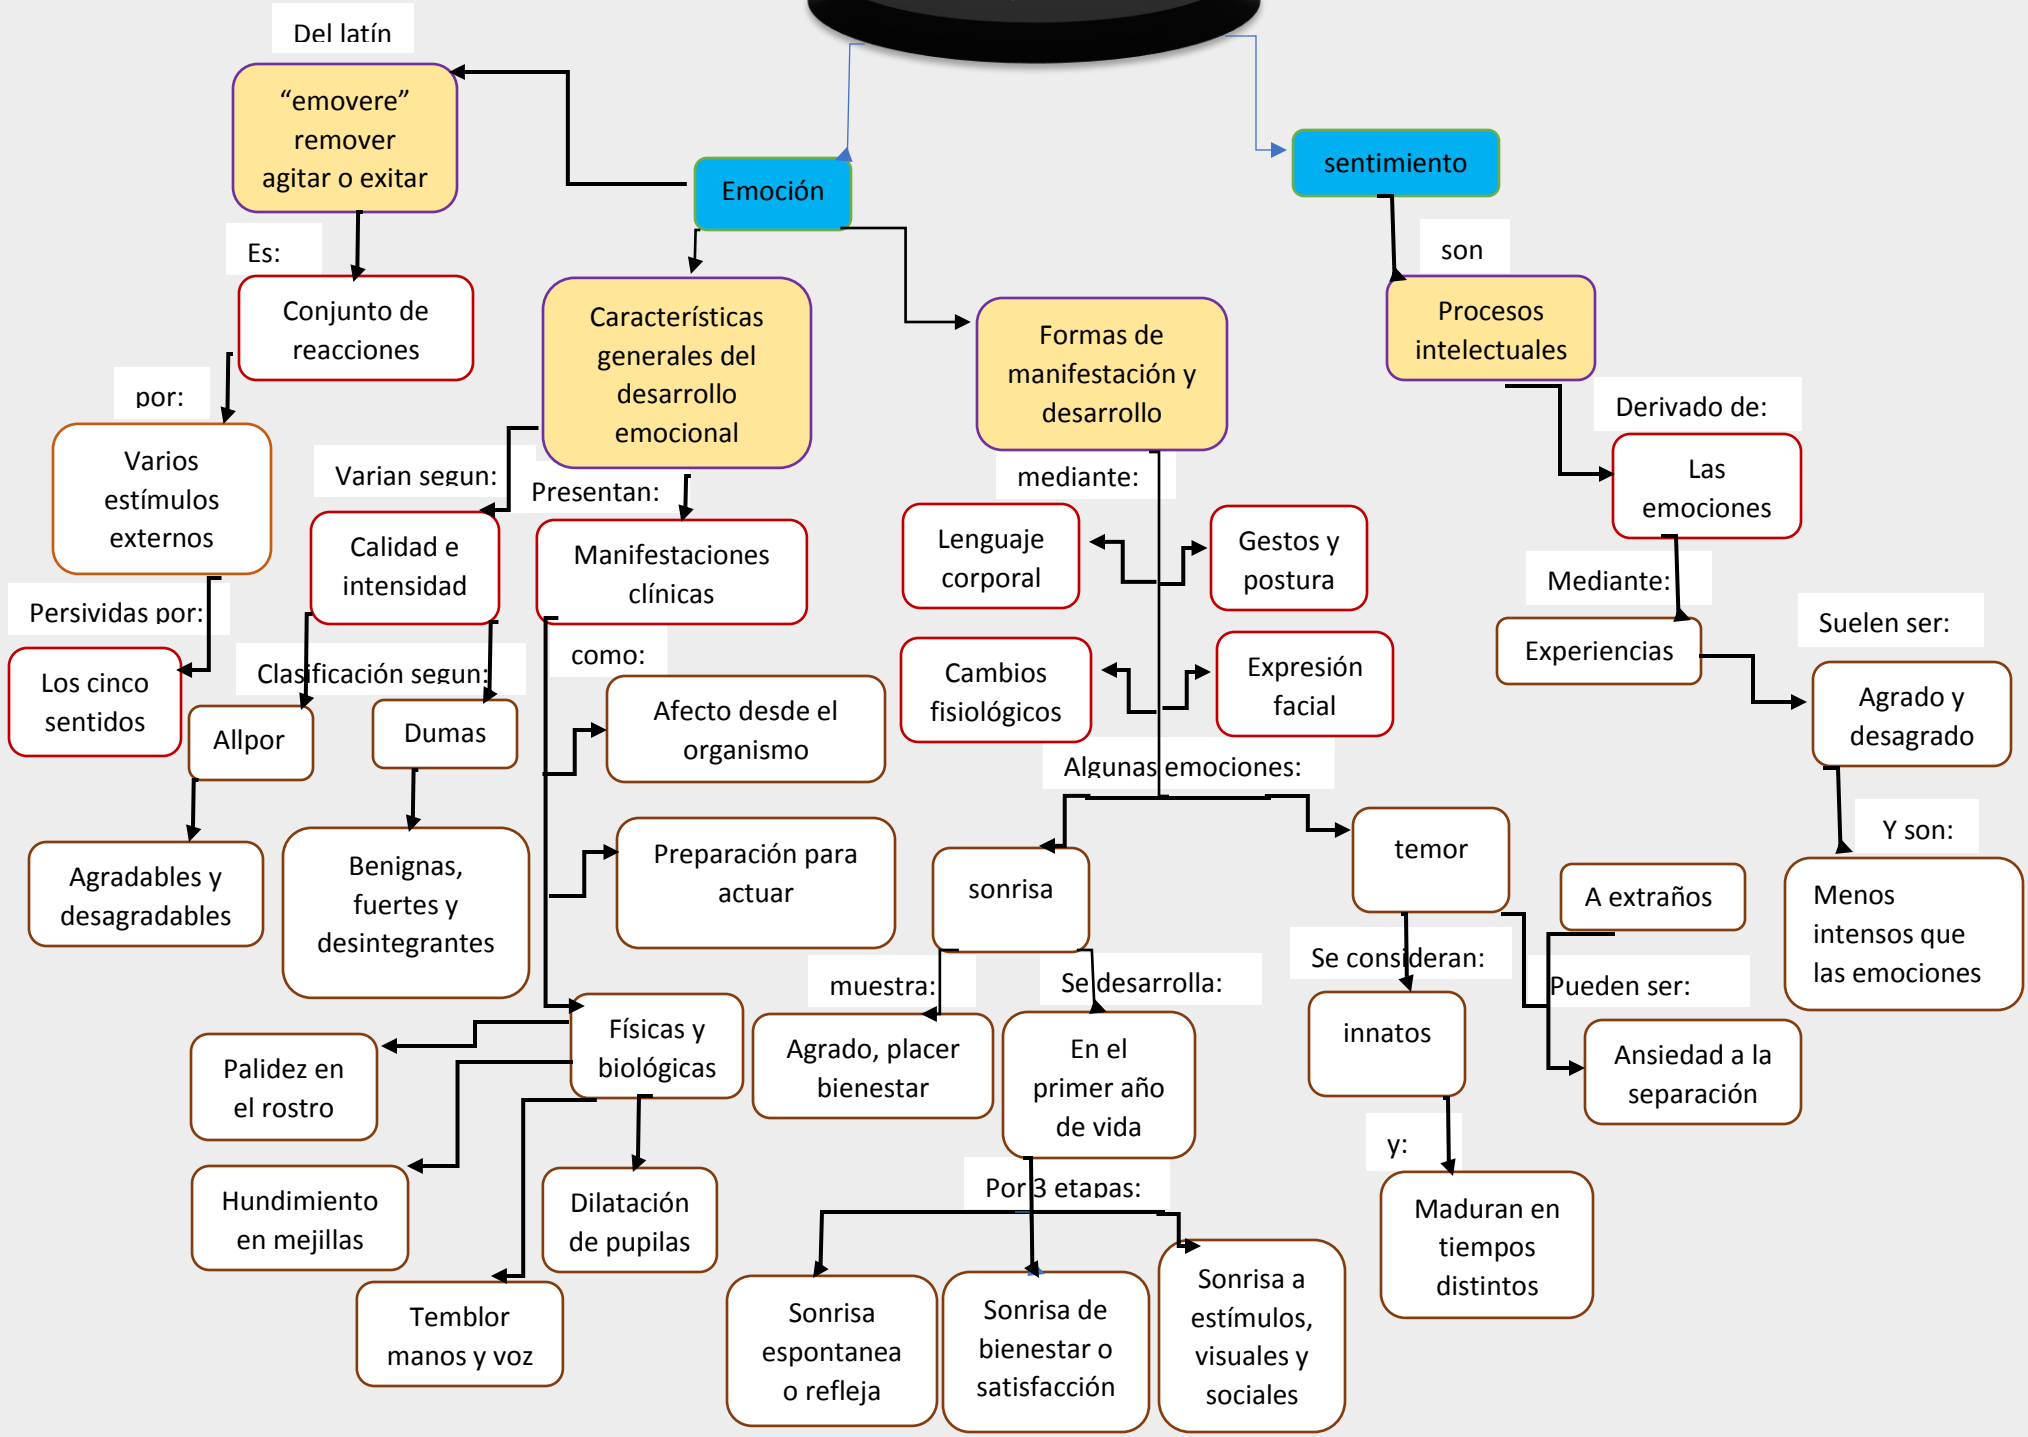 Del latín
“emovere”
remover
agitar o exitar
Es:
Conjunto de
reacciones
por:
Varios
estímulos
externos
Persividas por:
Los cinco
sentidos
Emoción
Características
generales del
desarrollo
emocional
Varian segun:
Calidad e
intensidad
Clasificación segun:
Allpor
Agradables y
desagradables
Dumas
Benignas,
fuertes y
desintegrantes
Presentan:
Manifestaciones
clínicas
como:
Afecto desde el
organismo
Preparación para
actuar
Físicas y
biológicas
Palidez en
el rostro
Hundimiento
en mejillas
Temblor
manos y voz
Dilatación
de pupilas
Formas de
manifestación y
desarrollo
mediante:
Lenguaje
corporal
Gestos y
postura
Cambios
fisiológicos
Expresión
facial
Algunas emociones:
sonrisa
muestra:
Agrado, placer
bienestar
Se desarrolla:
En el
primer año
de vida
Por 3 etapas:
Sonrisa
espontanea
o refleja
Sonrisa de
bienestar o
satisfacción
Sonrisa a
estímulos,
visuales y
sociales
temor
Se consideran:
innatos
y:
Maduran en
tiempos
distintos
Pueden ser:
A extraños
Ansiedad a la
separación
sentimiento
son
Procesos
intelectuales
Derivado de:
Las
emociones
Mediante:
Experiencias
Suelen ser:
Agrado y
desagrado
Y son:
Menos
intensos que
las emociones